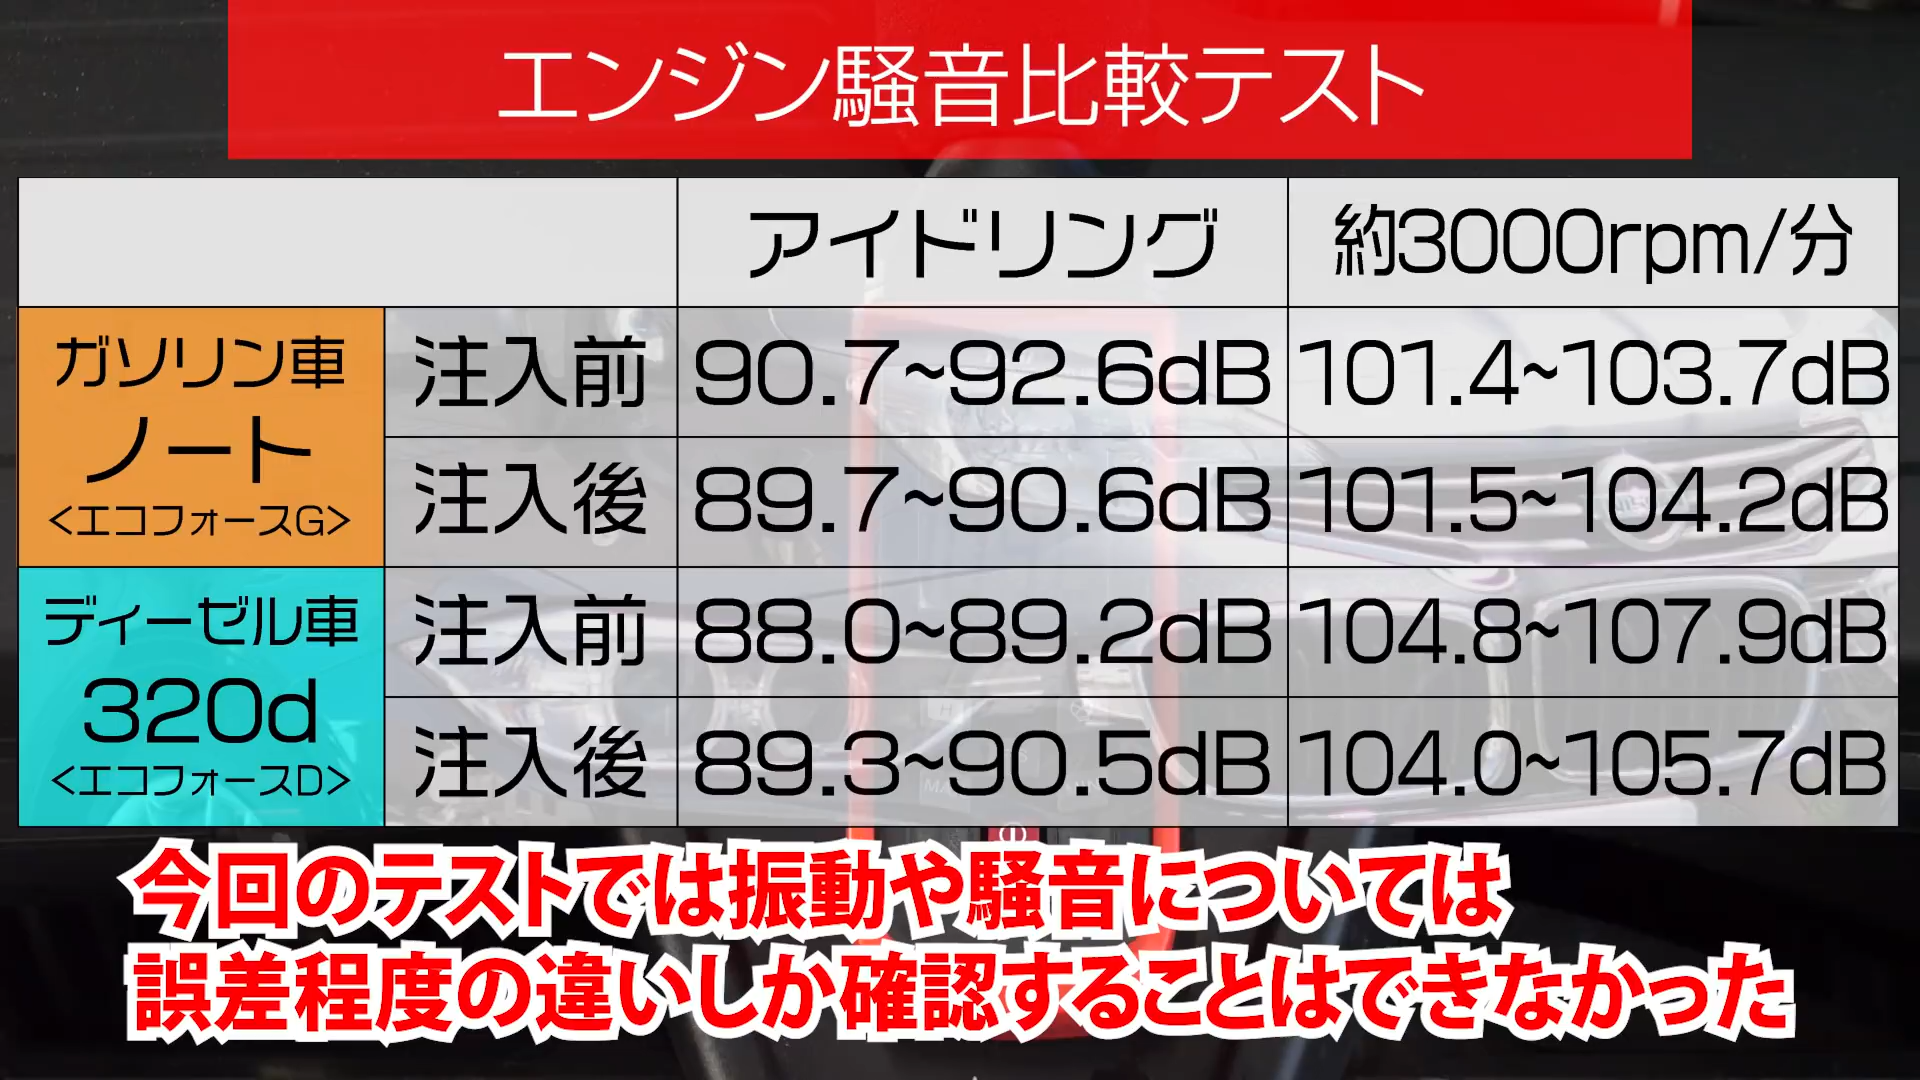 エンジン騒音比較テスト
アイドリング 約3000rpm/分
ガソリン車
ノート
<エコフォースG>
注入前 90.7~92.6dB 101.4~103.7dB
注入後 89.7~90.6dB 101.5~104.2dB
ディーゼル車
320d
<エコフォースD>
注入前 88.0~89.2dB 104.8~107.9dB
注入後 89.3~90.5dB 104.0~105.7dB
今回のテストでは振動や騒音については
誤差程度の違いしか確認することはできなかった